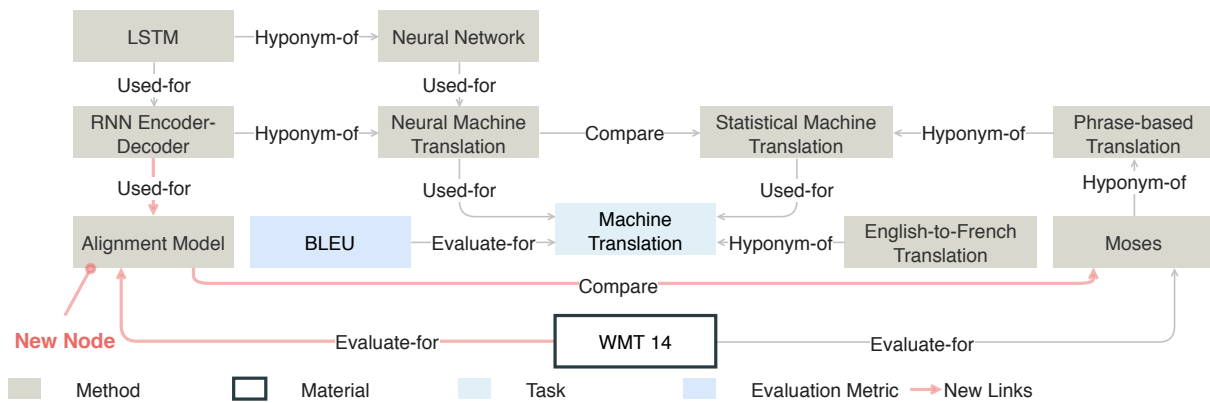 LSTM
Hyponym-of
Neural Network
Used-for
Used-for
RNN Encoder-
Decoder
Hyponym-of
Neural Machine
Translation
Compare
Statistical Machine
Translation
Hyponym-of
Phrase-based
Translation
Used-for
Used-for
Used-for
Hyponym-of
Alignment Model
BLEU
Evaluate-for
Machine
Translation
Hyponym-of
English-to-French
Translation
Moses
Compare
New Node
Evaluate-for
WMT 14
Evaluate-for
Method
Material
Task
Evaluation Metric
New Links